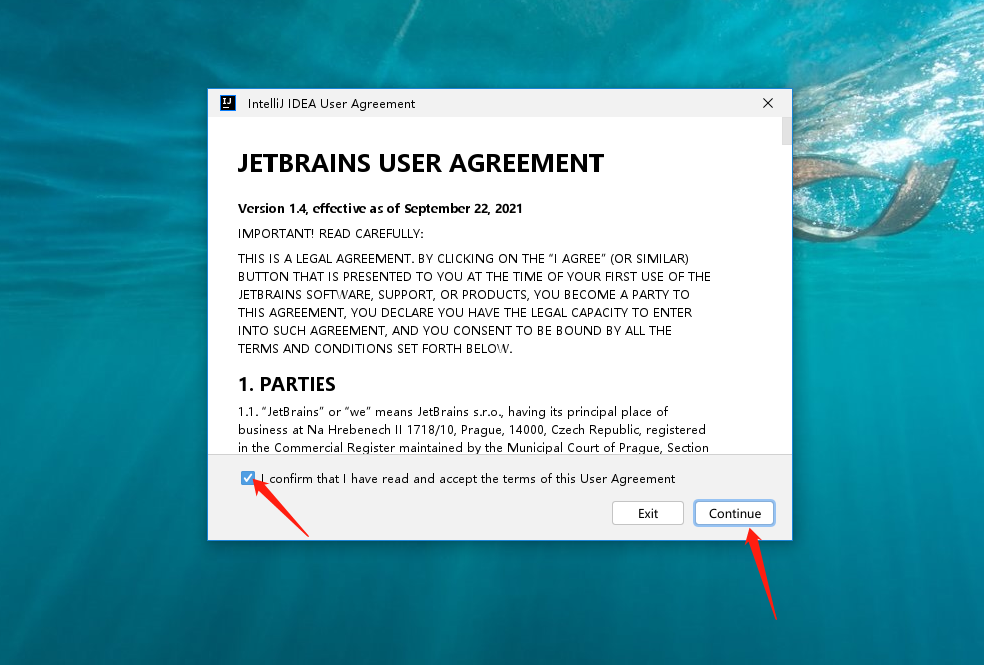 IJ
IntelliJ IDEA User Agreement
JETBRAINS USER AGREEMENT
Version 1.4, effective as of September 22, 2021
IMPORTANT! READ CAREFULLY:
THIS IS A LEGAL AGREEMENT. BY CLICKING ON THE “I AGREE” (OR SIMILAR)
BUTTON THAT IS PRESENTED TO YOU AT THE TIME OF YOUR FIRST USE OF THE
JETBRAINS SOFTWARE, SUPPORT, OR PRODUCTS, YOU BECOME A PARTY TO
THIS AGREEMENT, YOU DECLARE YOU HAVE THE LEGAL CAPACITY TO ENTER
INTO SUCH AGREEMENT, AND YOU CONSENT TO BE BOUND BY ALL THE
TERMS AND CONDITIONS SET FORTH BELOW.
1. PARTIES
1.1. “JetBrains” or “we” means JetBrains s.r.o., having its principal place of
business at Na Hrebenech II 1718/10, Prague, 14000, Czech Republic, registered
in the Commercial Register maintained by the Municipal Court of Prague, Section
I confirm that I have read and accept the terms of this User Agreement
Exit
Continue